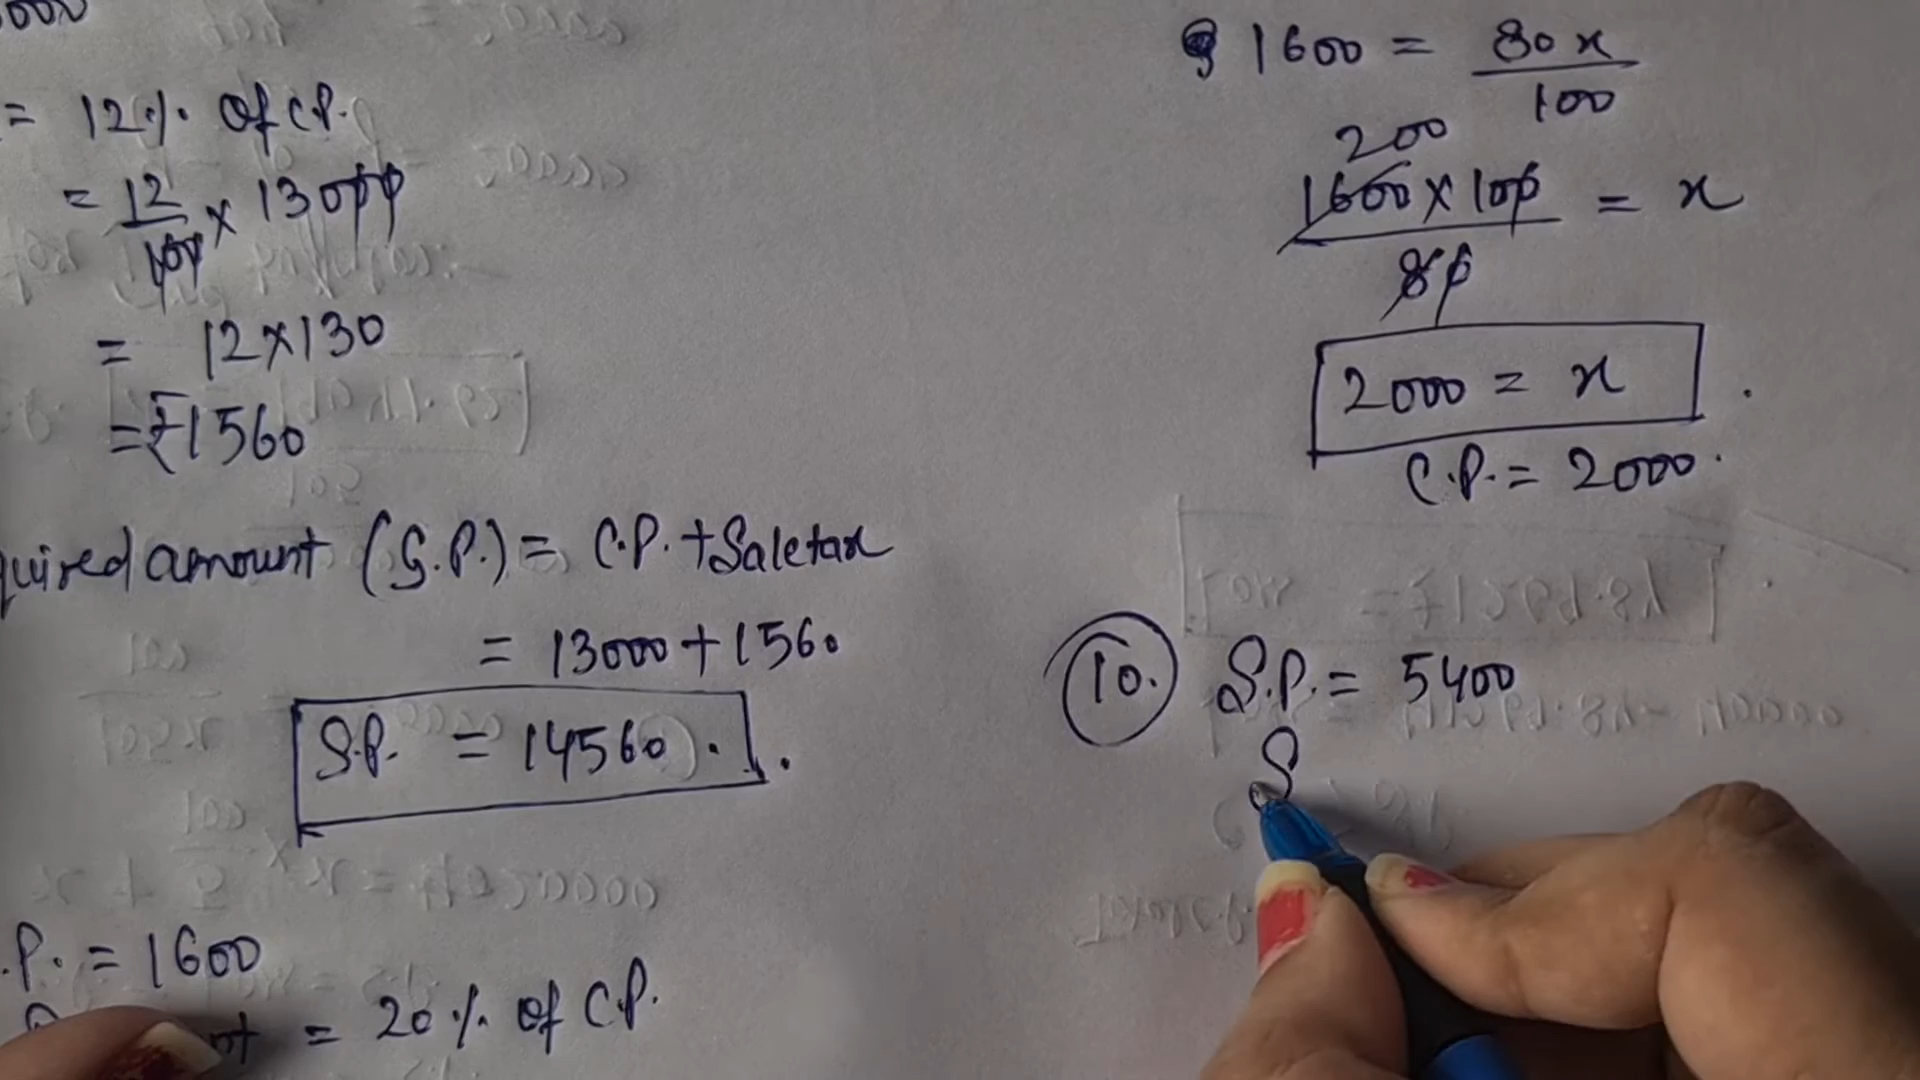 = 12% of C.P.
= 12/100 × 13000
= 12×130
= ₹1560
quired amount (S.P.) = C.P. + Saletax
= 13000 + 1560
S.P. = 14560.
.P. = 1600
nt = 20% of C.P.
1600 = 80x/100
200
1600 × 100 / 80 = x
2000 = x
C.P. = 2000.
10. S.P. = 5400
S